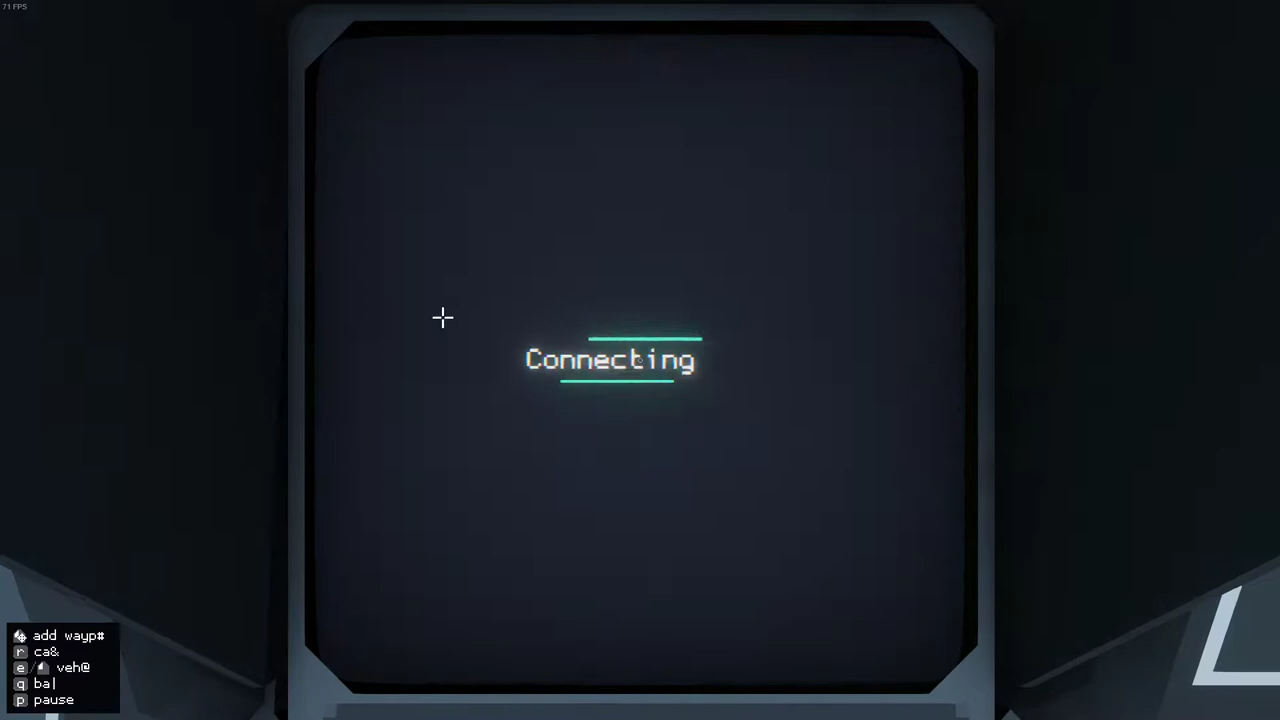 71 FPS
Connecting
add wayp#
r ca&
e / veh@
q ba|
p pause